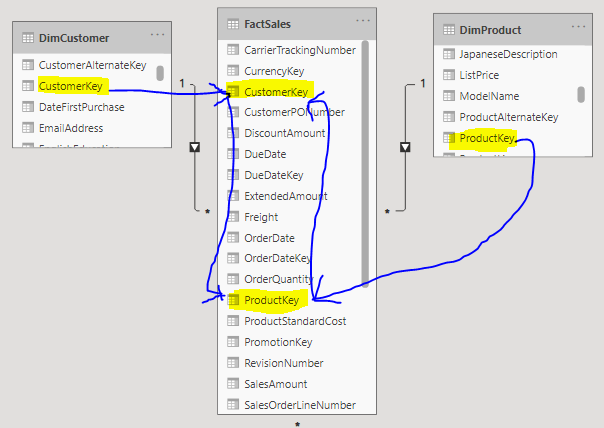 DimCustomer
...
CustomerAlternateKey
CustomerKey
DateFirstPurchase
EmailAddress
1
*
FactSales
...
CarrierTrackingNumber
CurrencyKey
CustomerKey
CustomerPONumber
DiscountAmount
DueDate
DueDateKey
ExtendedAmount
Freight
OrderDate
OrderDateKey
OrderQuantity
ProductKey
ProductStandardCost
PromotionKey
RevisionNumber
SalesAmount
SalesOrderLineNumber
*
1
*
DimProduct
...
JapaneseDescription
ListPrice
ModelName
ProductAlternateKey
ProductKey